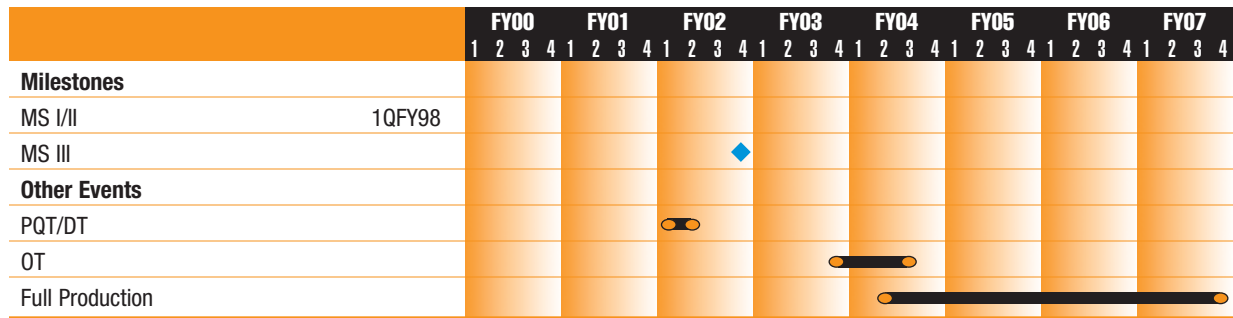 FY00 FY01 FY02 FY03 FY04 FY05 FY06 FY07
1 2 3 4 1 2 3 4 1 2 3 4 1 2 3 4 1 2 3 4 1 2 3 4 1 2 3 4 1 2 3 4
Milestones
MS I/II 1QFY98
MS III
Other Events
PQT/DT
OT
Full Production